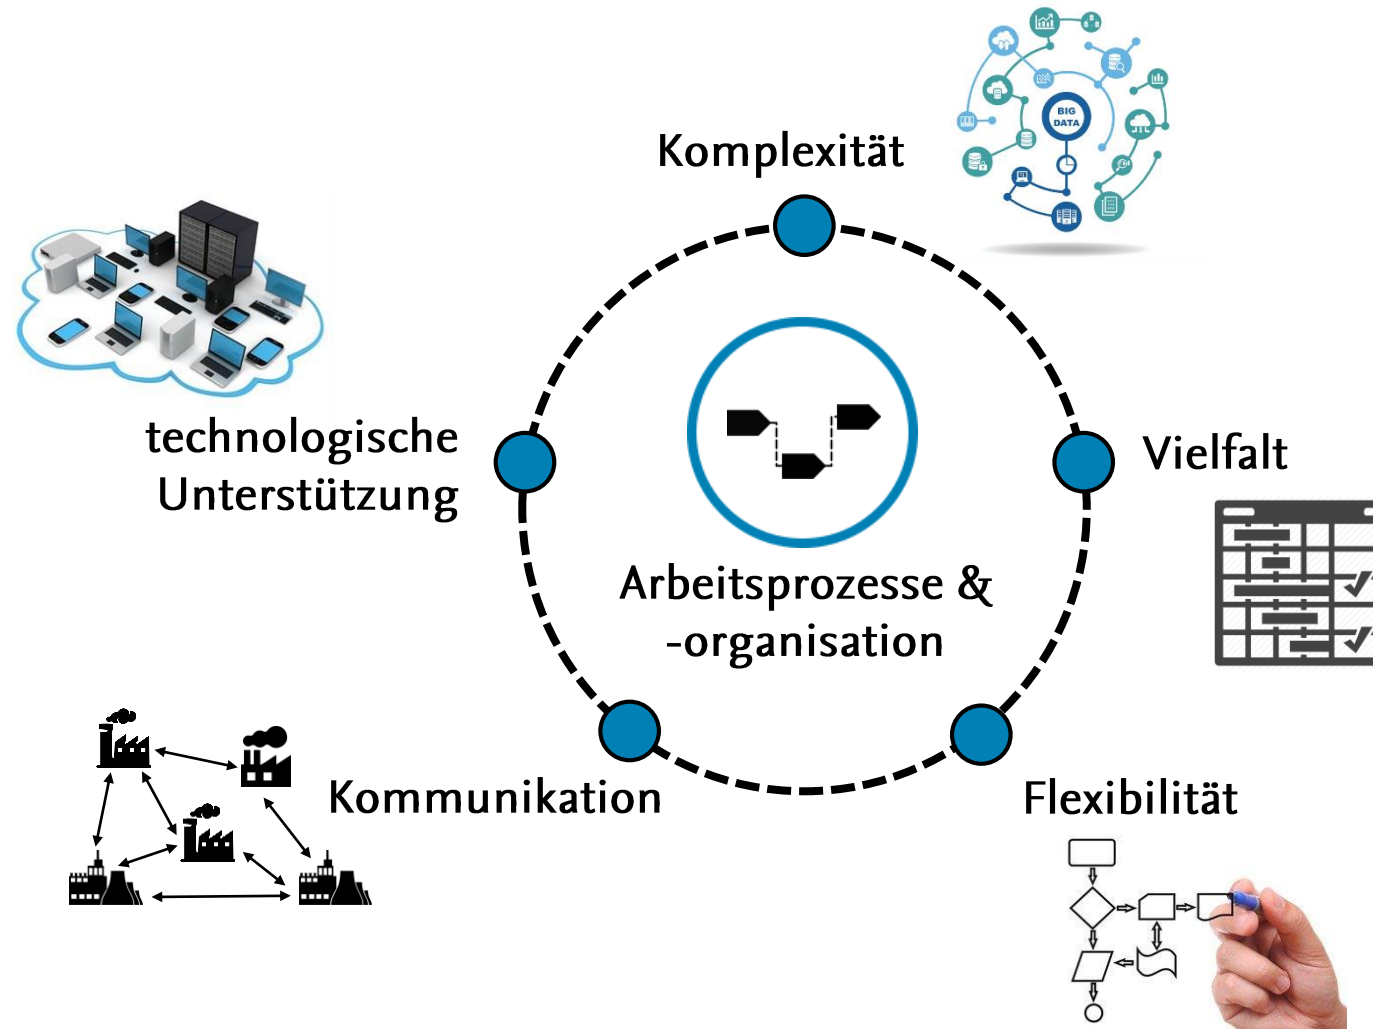 BIG
DATA
Komplexität
technologische
Unterstützung
Vielfalt
Arbeitsprozesse &
-organisation
Kommunikation
Flexibilität